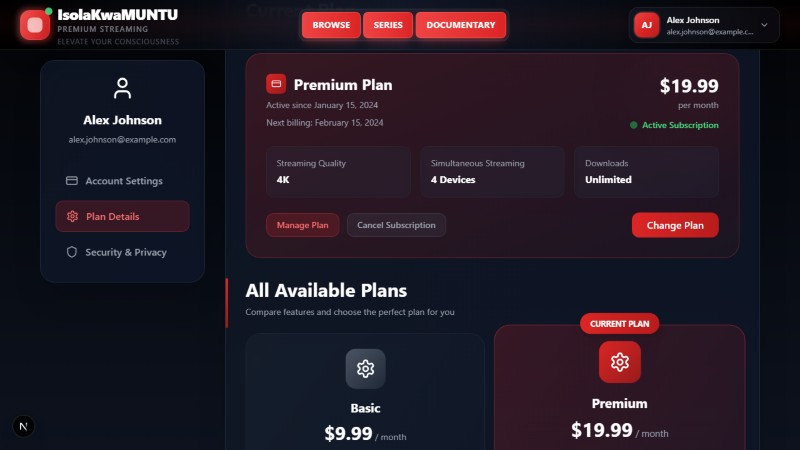 IsolaKwaMUNTU
PREMIUM STREAMING
ELEVATE YOUR CONSCIOUSNESS
BROWSE
SERIES
DOCUMENTARY
AJ
Alex Johnson
alex.johnson@example.c...
Alex Johnson
alex.johnson@example.com
Account Settings
Plan Details
Security & Privacy
Premium Plan
Active since January 15, 2024
Next billing: February 15, 2024
$19.99
per month
Active Subscription
Streaming Quality
4K
Simultaneous Streaming
4 Devices
Downloads
Unlimited
Manage Plan
Cancel Subscription
Change Plan
All Available Plans
Compare features and choose the perfect plan for you
Basic
$9.99 / month
CURRENT PLAN
Premium
$19.99 / month
N